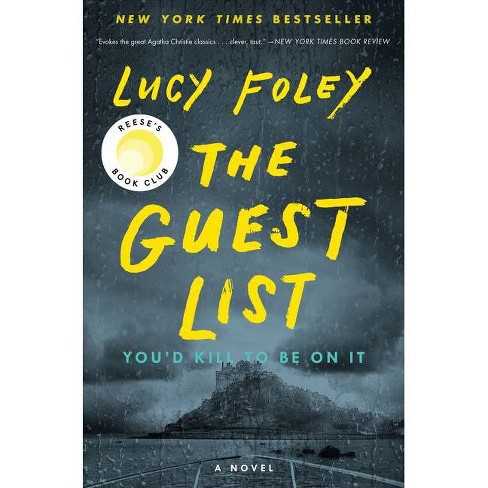 NEW YORK TIMES BESTSELLER
"Evokes the great Agatha Christie classics . . . clever, taut." —NEW YORK TIMES BOOK REVIEW
LUCY FOLEY
REESE'S
BOOK CLUB
THE
GUEST
LIST
YOU'D KILL TO BE ON IT
A NOVEL